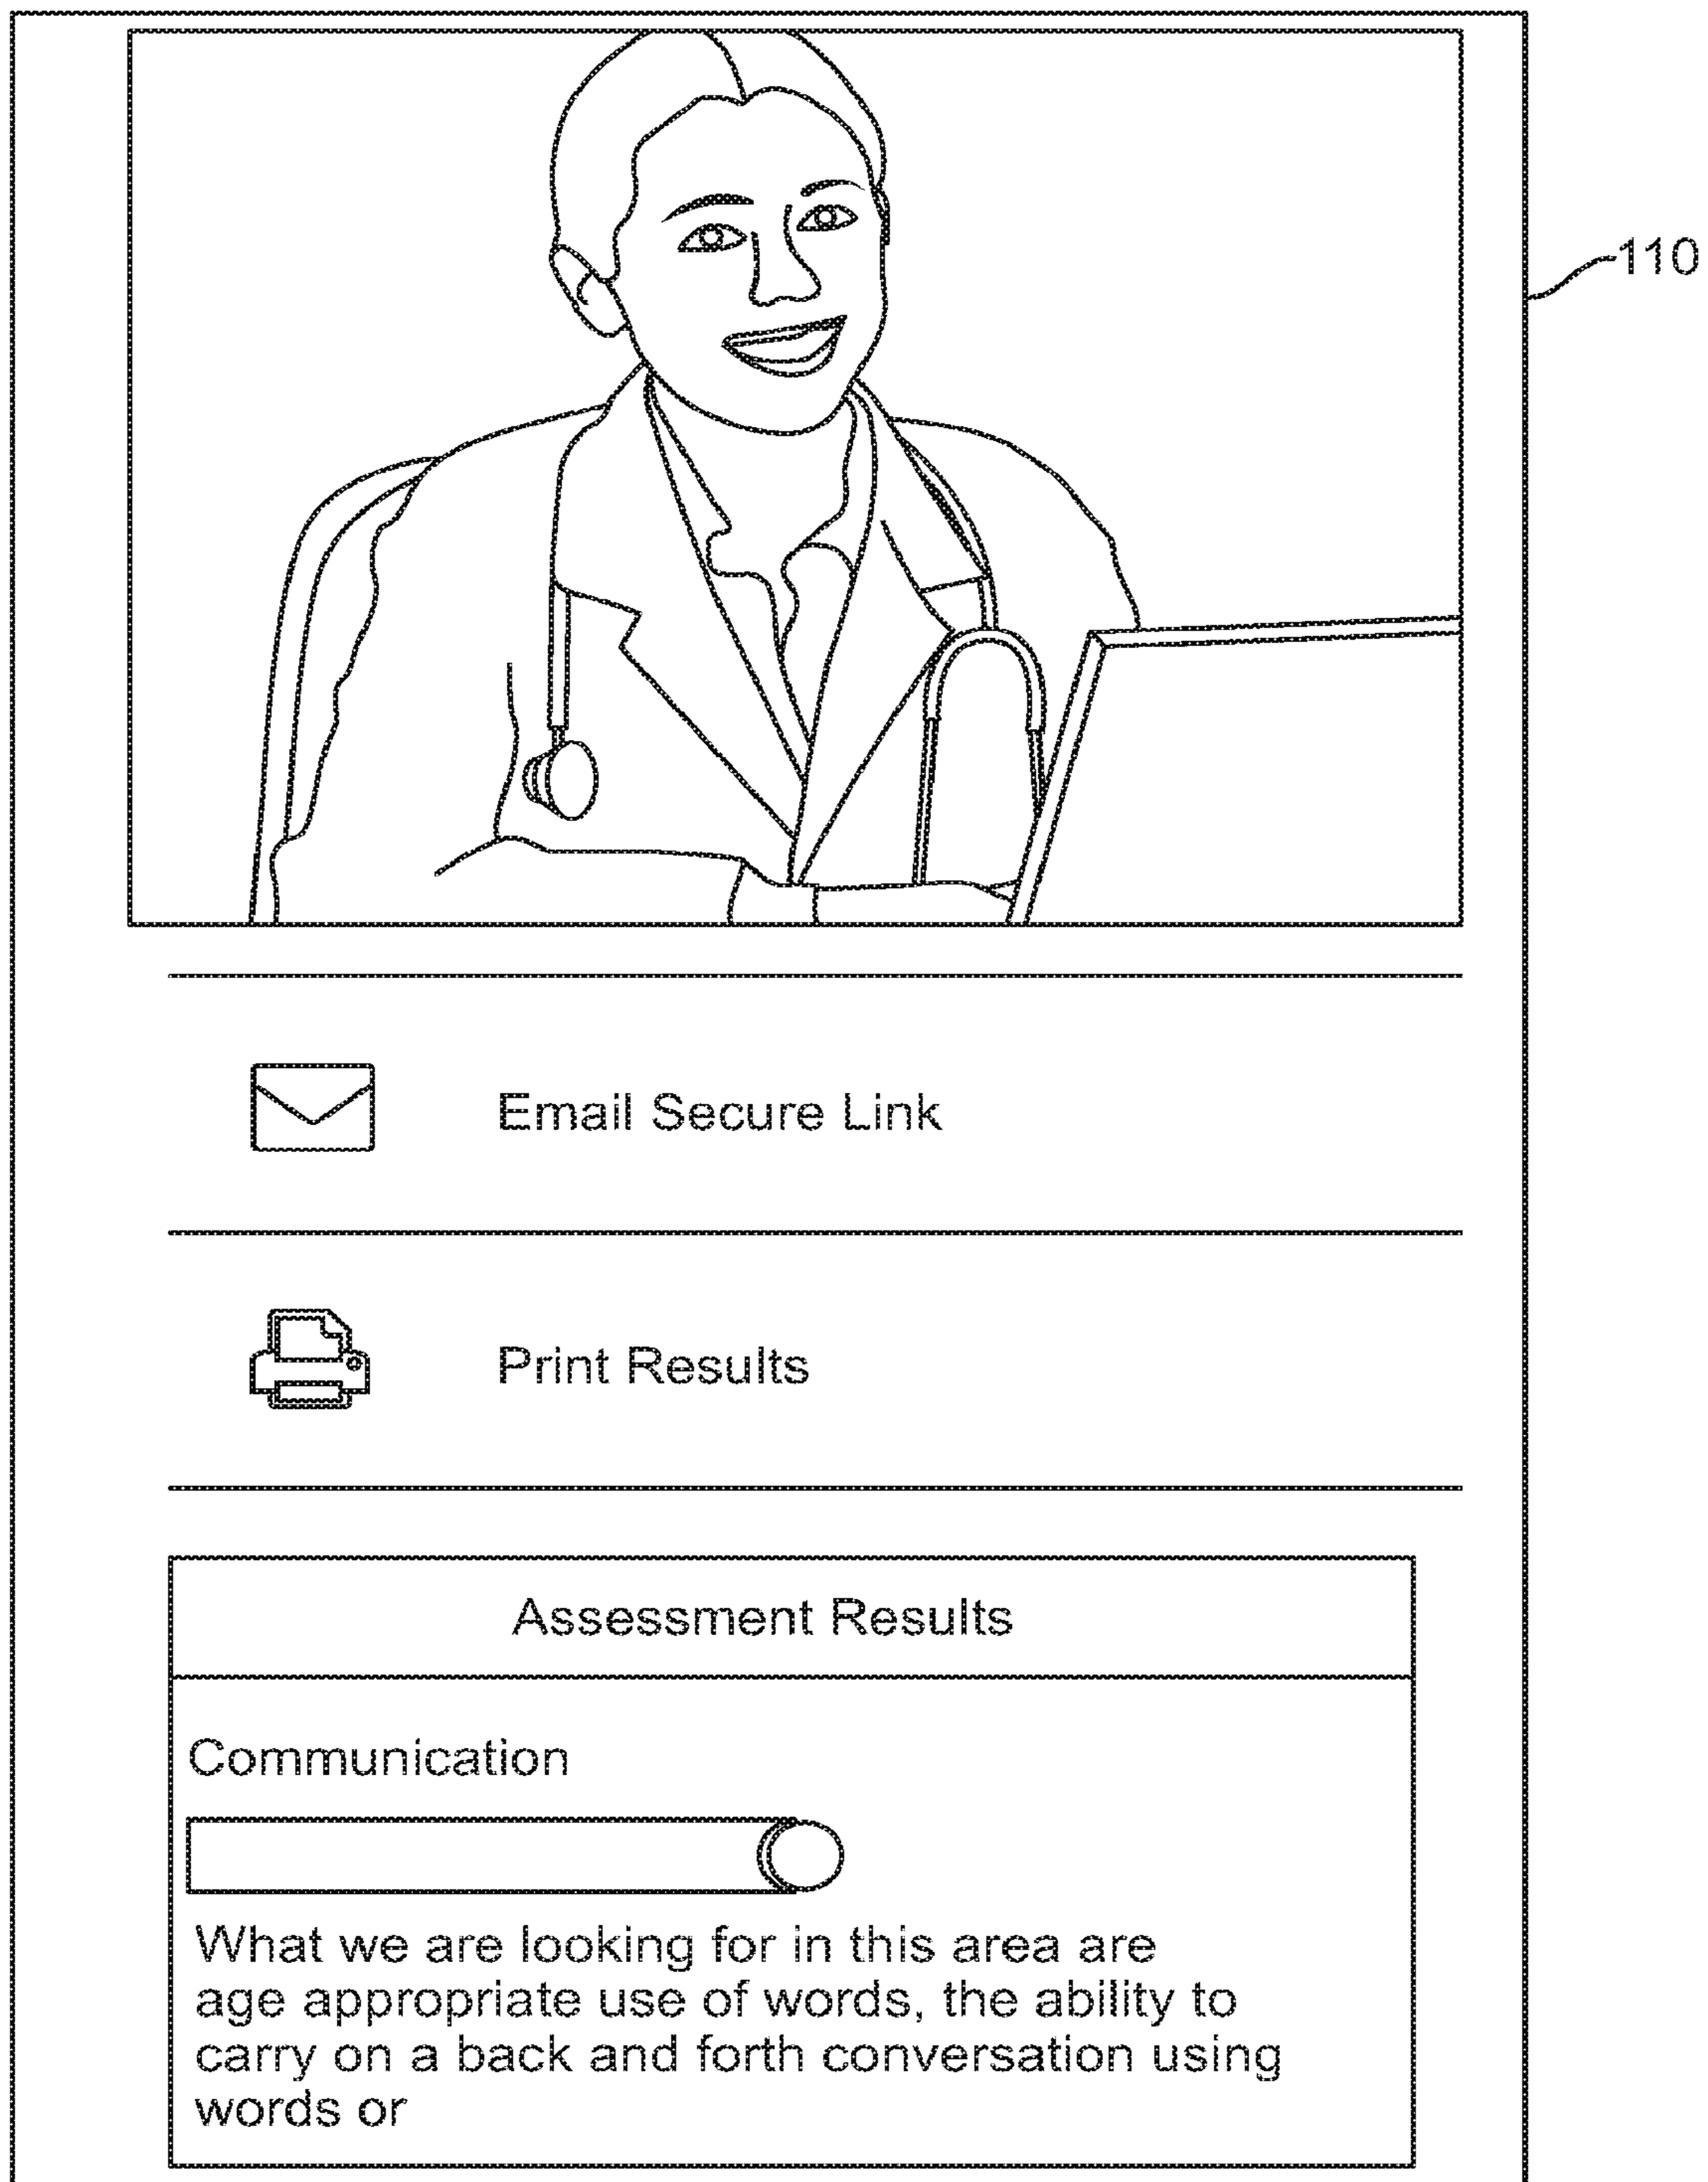 110
Email Secure Link
Print Results
Assessment Results
Communication
What we are looking for in this area are
age appropriate use of words, the ability to
carry on a back and forth conversation using
words or